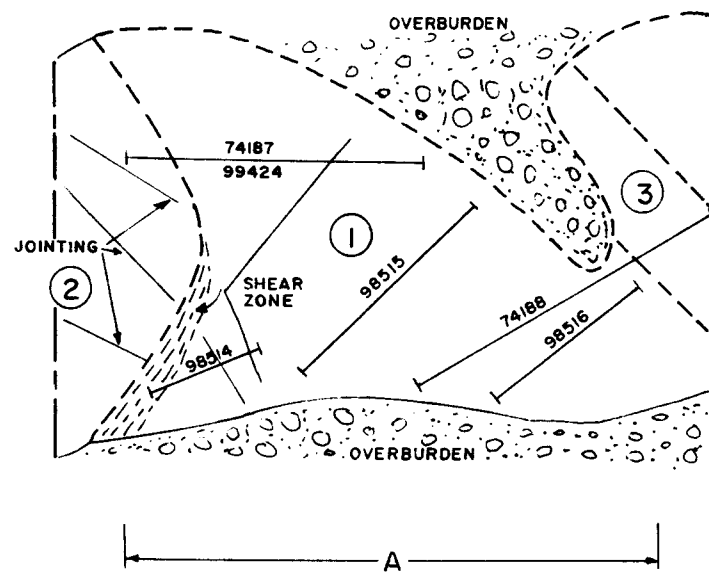 OVERBURDEN
74187
99424
3
1
JOINTING
2
SHEAR
ZONE
98515
74188
98516
98514
OVERBURDEN
A